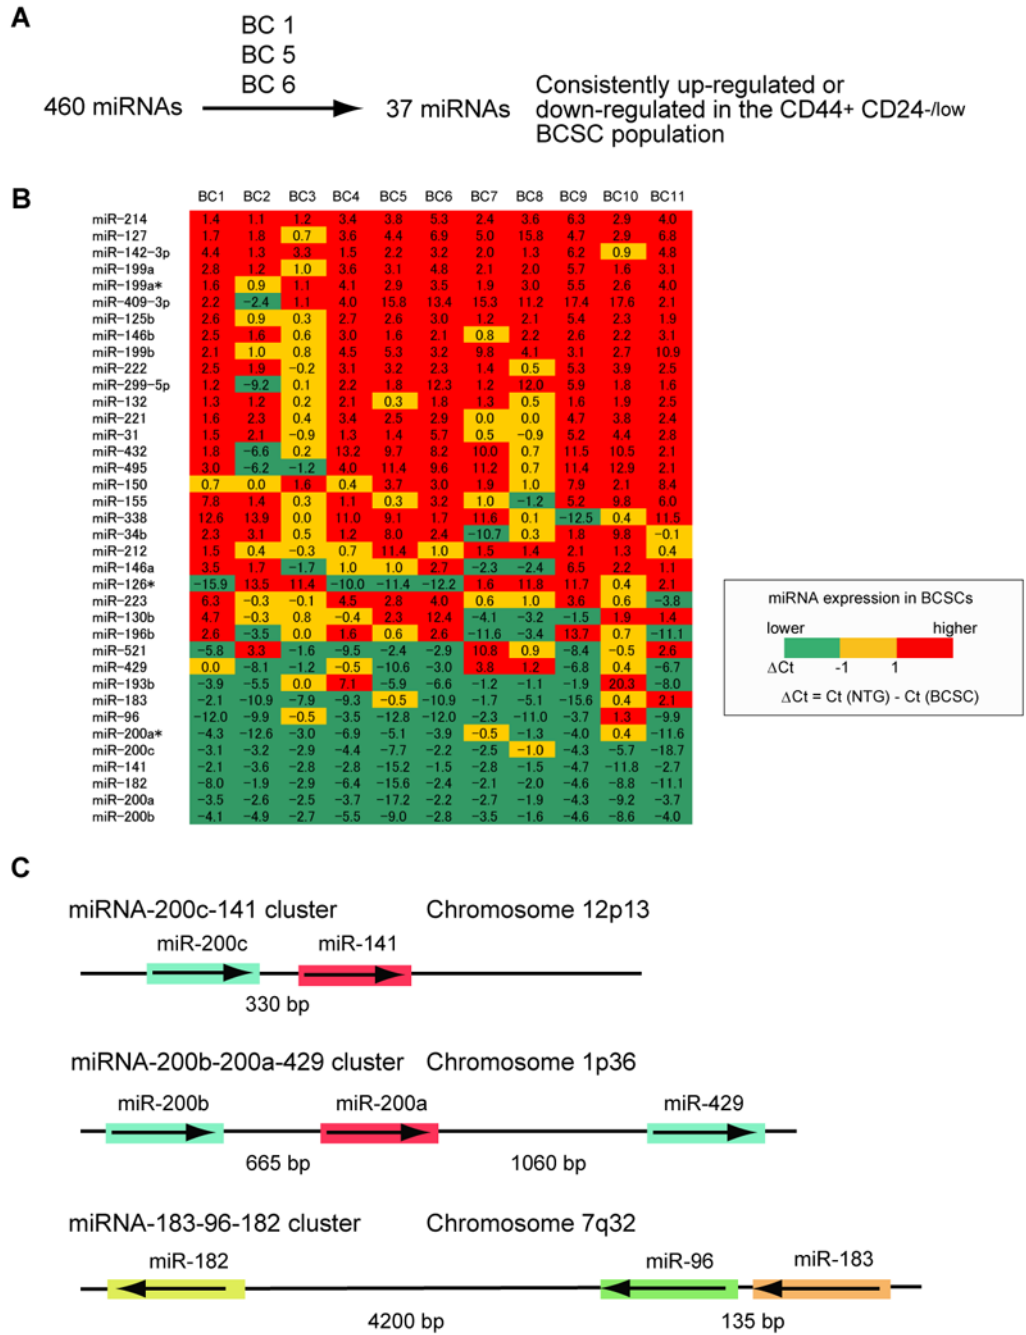 A
BC 1
BC 5
BC 6
460 miRNAs
37 miRNAs
Consistently up-regulated or
down-regulated in the CD44+ CD24-/low
BCSC population
B
BC1 BC2 BC3 BC4 BC5 BC6 BC7 BC8 BC9 BC10 BC11
miR-214 1.4 1.1 1.2 3.4 3.8 5.3 2.4 3.6 6.3 2.9 4.0
miR-127 1.7 1.8 0.7 3.6 4.4 6.9 5.0 15.8 4.7 2.9 6.8
miR-142-3p 4.4 1.3 3.3 1.5 2.2 3.2 2.0 1.3 6.2 0.9 4.8
miR-199a 2.8 1.2 1.0 3.6 3.1 4.8 2.1 2.0 5.7 1.6 3.1
miR-199a* 1.6 0.9 1.1 4.1 2.9 3.5 1.9 3.0 5.5 2.6 4.0
miR-409-3p 2.2 -2.4 1.1 4.0 15.8 13.4 15.3 11.2 17.4 17.6 2.1
miR-125b 2.6 0.9 0.3 2.7 2.6 3.0 1.2 2.1 5.4 2.3 1.9
miR-146b 2.5 1.6 0.6 3.0 1.6 2.1 0.8 2.2 2.6 2.2 3.1
miR-199b 2.1 1.0 0.8 4.5 5.3 3.2 9.8 4.1 3.1 2.7 10.9
miR-222 2.5 1.9 -0.2 3.1 3.2 2.3 1.4 0.5 5.3 3.9 2.5
miR-299-5p 1.2 -9.2 0.1 2.2 1.8 12.3 1.2 12.0 5.9 1.8 1.6
miR-132 1.3 1.2 0.2 2.1 0.3 1.8 1.3 0.5 1.6 1.9 2.5
miR-221 1.6 2.3 0.4 3.4 2.5 2.9 0.0 0.0 4.7 3.8 2.4
miR-31 1.5 2.1 -0.9 1.3 1.4 5.7 0.5 -0.9 5.2 4.4 2.8
miR-432 1.8 -6.6 0.2 13.2 9.7 8.2 10.0 0.7 11.5 10.5 2.1
miR-495 3.0 -6.2 -1.2 4.0 11.4 9.6 11.2 0.7 11.4 12.9 2.1
miR-150 0.7 0.0 1.6 0.4 3.7 3.0 1.9 1.0 7.9 2.1 8.4
miR-155 7.8 1.4 0.3 1.1 0.3 3.2 1.0 -1.2 5.2 9.8 6.0
miR-338 12.6 13.9 0.0 11.0 9.1 1.7 11.6 0.1 -12.5 0.4 11.5
miR-34b 2.3 3.1 0.5 1.2 8.0 2.4 -10.7 0.3 1.8 9.8 -0.1
miR-212 1.5 0.4 -0.3 0.7 11.4 1.0 1.5 1.4 2.1 1.3 0.4
miR-146a 3.5 1.7 -1.7 1.0 1.0 2.7 -2.3 -2.4 6.5 2.2 1.1
miR-126* -15.9 13.5 11.4 -10.0 -11.4 -12.2 1.6 11.8 11.7 0.4 2.1
miR-223 6.3 -0.3 -0.1 4.5 2.8 4.0 0.6 1.0 3.6 0.6 -3.8
miR-130b 4.7 -0.3 0.8 -0.4 2.3 12.4 -4.1 -3.2 -1.5 1.9 1.4
miR-196b 2.6 -3.5 0.0 1.6 0.6 2.6 -11.6 -3.4 13.7 0.7 -11.1
miR-521 -5.8 3.3 -1.6 -9.5 -2.4 -2.9 10.8 0.9 -8.4 -0.5 2.6
miR-429 0.0 -8.1 -1.2 -0.5 -10.6 -3.0 3.8 1.2 -6.8 0.4 -6.7
miR-193b -3.9 -5.5 0.0 7.1 -5.9 -6.6 -1.2 -1.1 -1.9 20.3 -8.0
miR-183 -2.1 -10.9 -7.9 -9.3 -0.5 -10.9 -1.7 -5.1 -15.6 0.4 2.1
miR-96 -12.0 -9.9 -0.5 -3.5 -12.8 -12.0 -2.3 -11.0 -3.7 1.3 -9.9
miR-200a* -4.3 -12.6 -3.0 -6.9 -5.1 -3.9 -0.5 -1.3 -4.0 0.4 -11.6
miR-200c -3.1 -3.2 -2.9 -4.4 -7.7 -2.2 -2.5 -1.0 -4.3 -5.7 -18.7
miR-141 -2.1 -3.6 -2.8 -2.8 -15.2 -1.5 -2.8 -1.5 -4.7 -11.8 -2.7
miR-182 -8.0 -1.9 -2.9 -6.4 -15.6 -2.4 -2.1 -2.0 -4.6 -8.8 -11.1
miR-200a -3.5 -2.6 -2.5 -3.7 -17.2 -2.2 -2.7 -1.9 -4.3 -9.2 -3.7
miR-200b -4.1 -4.9 -2.7 -5.5 -9.0 -2.8 -3.5 -1.6 -4.6 -8.6 -4.0
miRNA expression in BCSCs
lower higher
ΔCt -1 1
ΔCt = Ct (NTG) - Ct (BCSC)
C
miRNA-200c-141 cluster Chromosome 12p13
miR-200c miR-141
330 bp
miRNA-200b-200a-429 cluster Chromosome 1p36
miR-200b miR-200a miR-429
665 bp 1060 bp
miRNA-183-96-182 cluster Chromosome 7q32
miR-182 miR-96 miR-183
4200 bp 135 bp